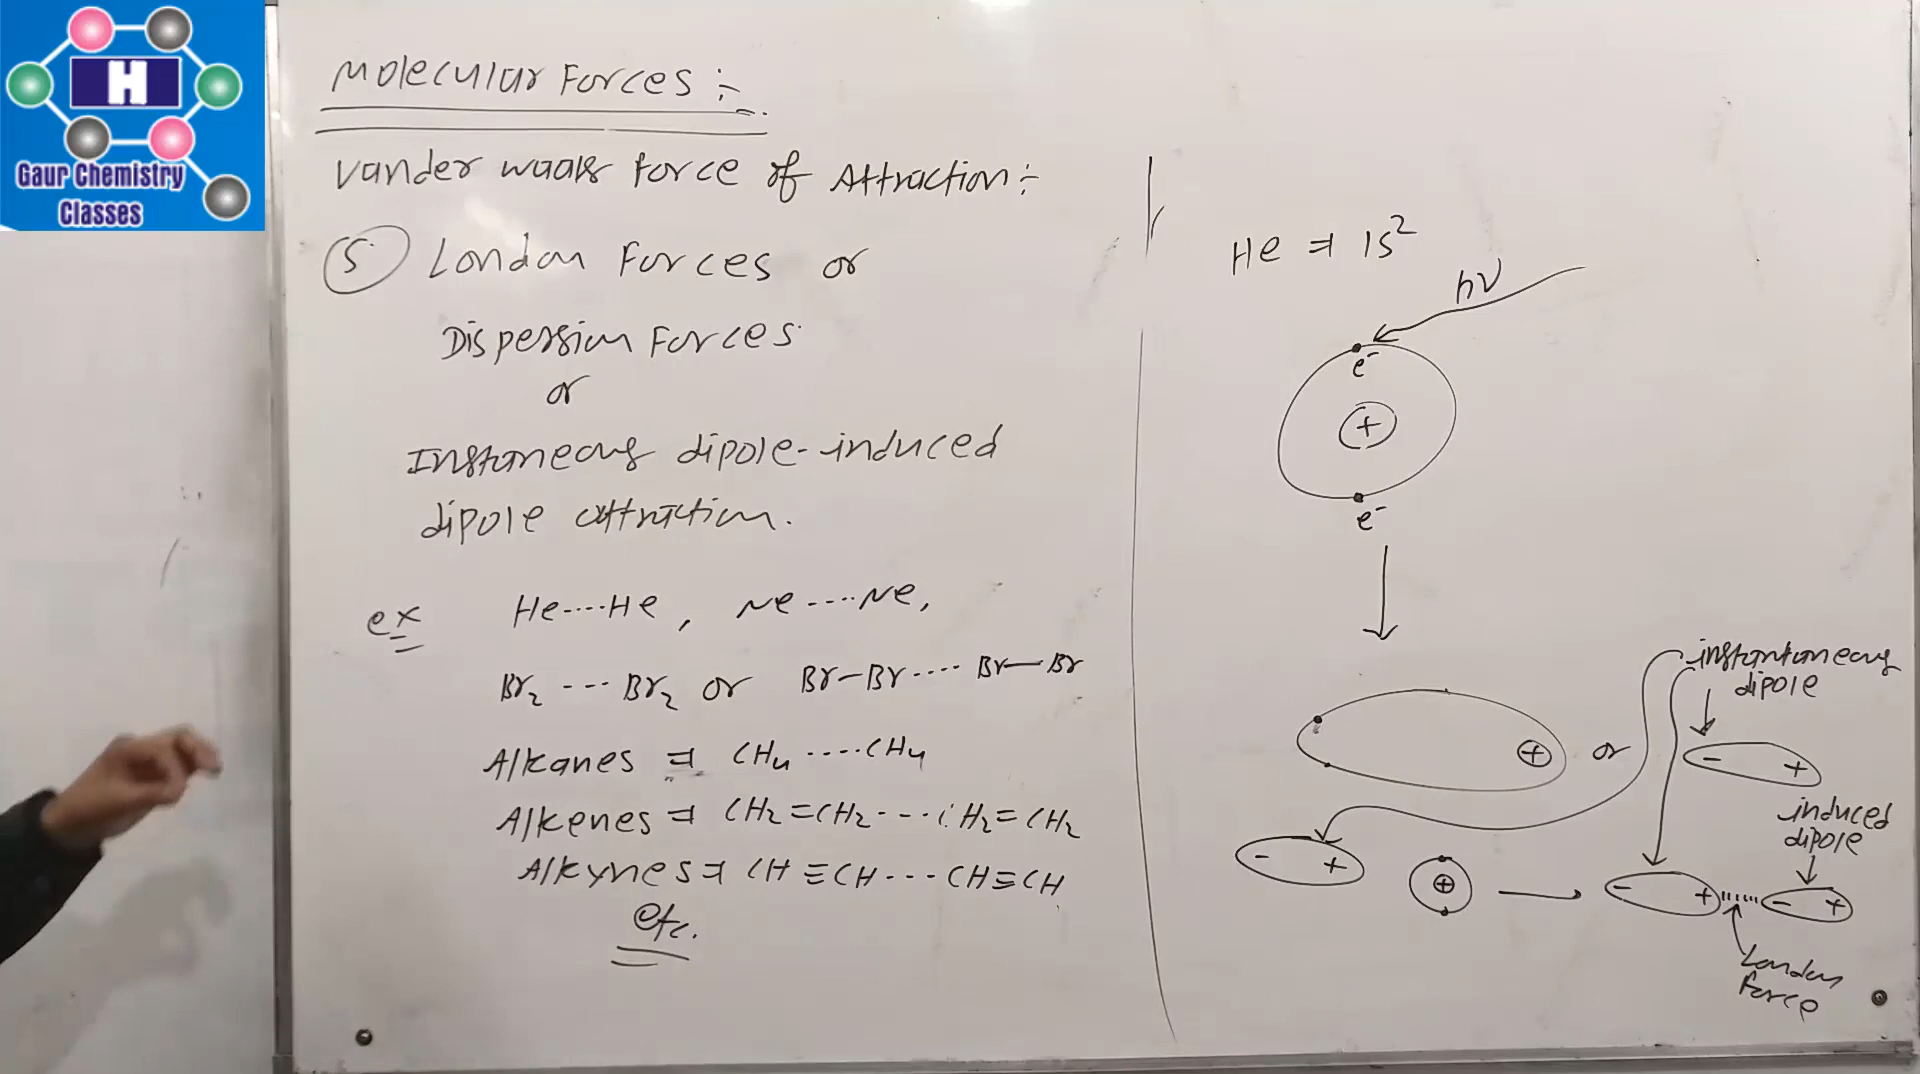 H
Gaur Chemistry
Classes
Molecular Forces :-
Vander waals Force of Attraction :-
(5) London Forces or
Dispersion Forces
or
Instaneous dipole-induced
dipole attraction.
ex He....He , Ne....Ne,
Br₂ --- Br₂ or Br—Br.... Br—Br
Alkanes ⇒ CH₄ ....CH₄
Alkenes ⇒ CH₂=CH₂---CH₂=CH₂
Alkynes ⇒ CH≡CH---CH≡CH
etc.
He ⇒ 1s²
hν
e⁻
+
e⁻
+ or
instantaneous
dipole
- +
induced
dipole
- + + - + - +
London
Force